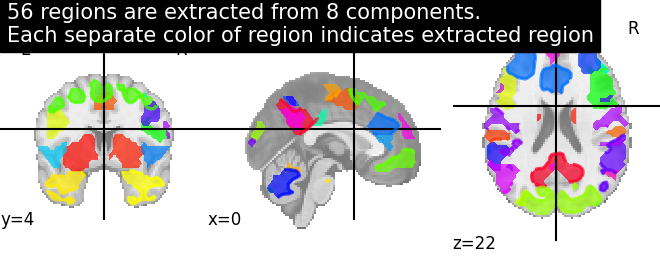 56 regions are extracted from 8 components.
Each separate color of region indicates extracted region
R
y=4
x=0
z=22